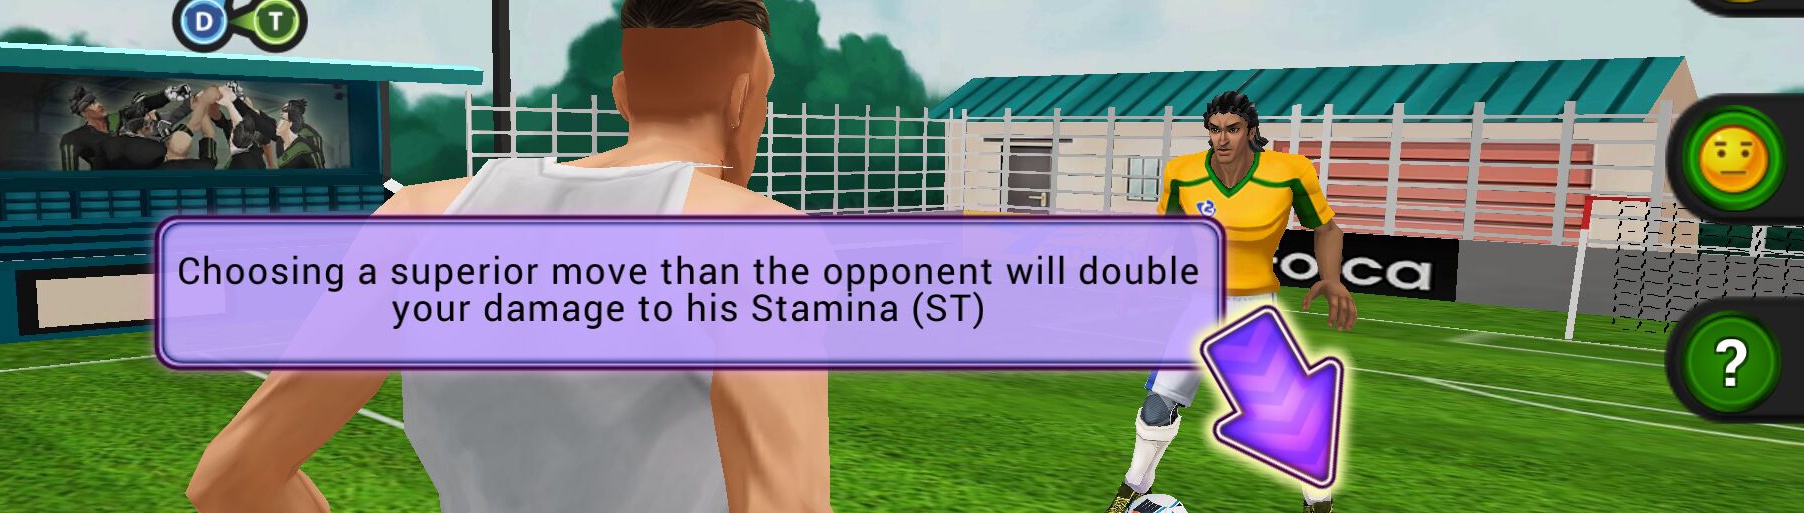 D T
Choosing a superior move than the opponent will double
your damage to his Stamina (ST)
?